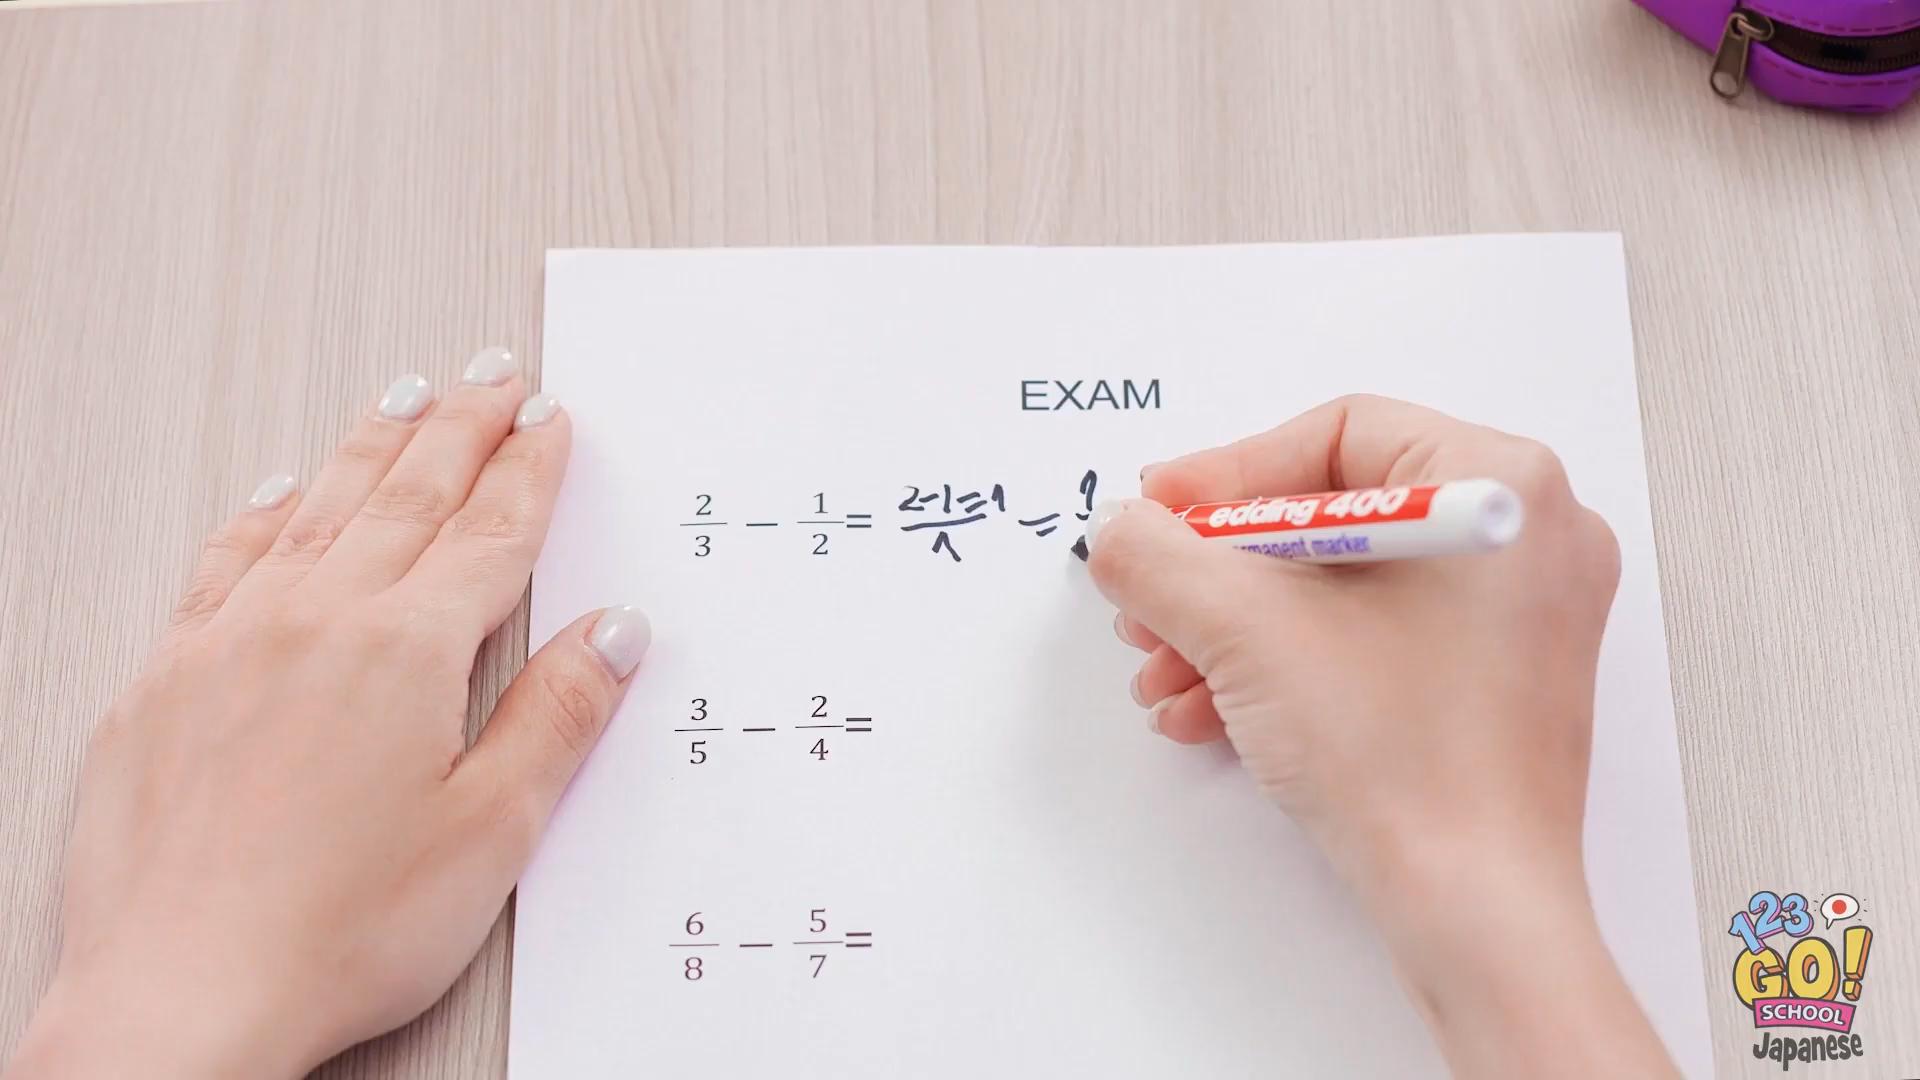 EXAM
2/3 − 1/2 = 2-1=1/1 = 1
3/5 − 2/4 =
6/8 − 5/7 =
edding 400
permanent marker
123
GO!
SCHOOL
Japanese